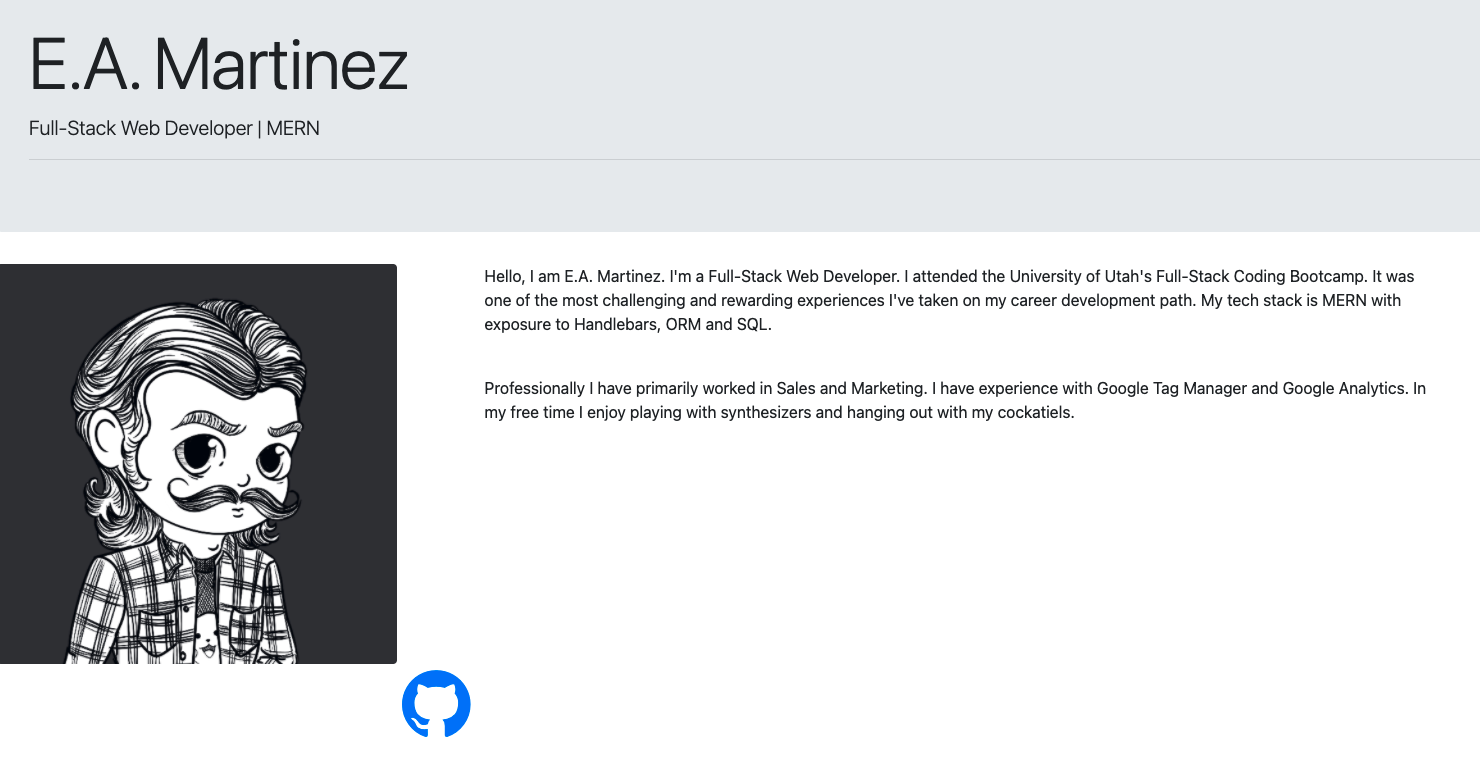 E.A. Martinez
Full-Stack Web Developer | MERN
Hello, I am E.A. Martinez. I'm a Full-Stack Web Developer. I attended the University of Utah's Full-Stack Coding Bootcamp. It was
one of the most challenging and rewarding experiences I've taken on my career development path. My tech stack is MERN with
exposure to Handlebars, ORM and SQL.
Professionally I have primarily worked in Sales and Marketing. I have experience with Google Tag Manager and Google Analytics. In
my free time I enjoy playing with synthesizers and hanging out with my cockatiels.